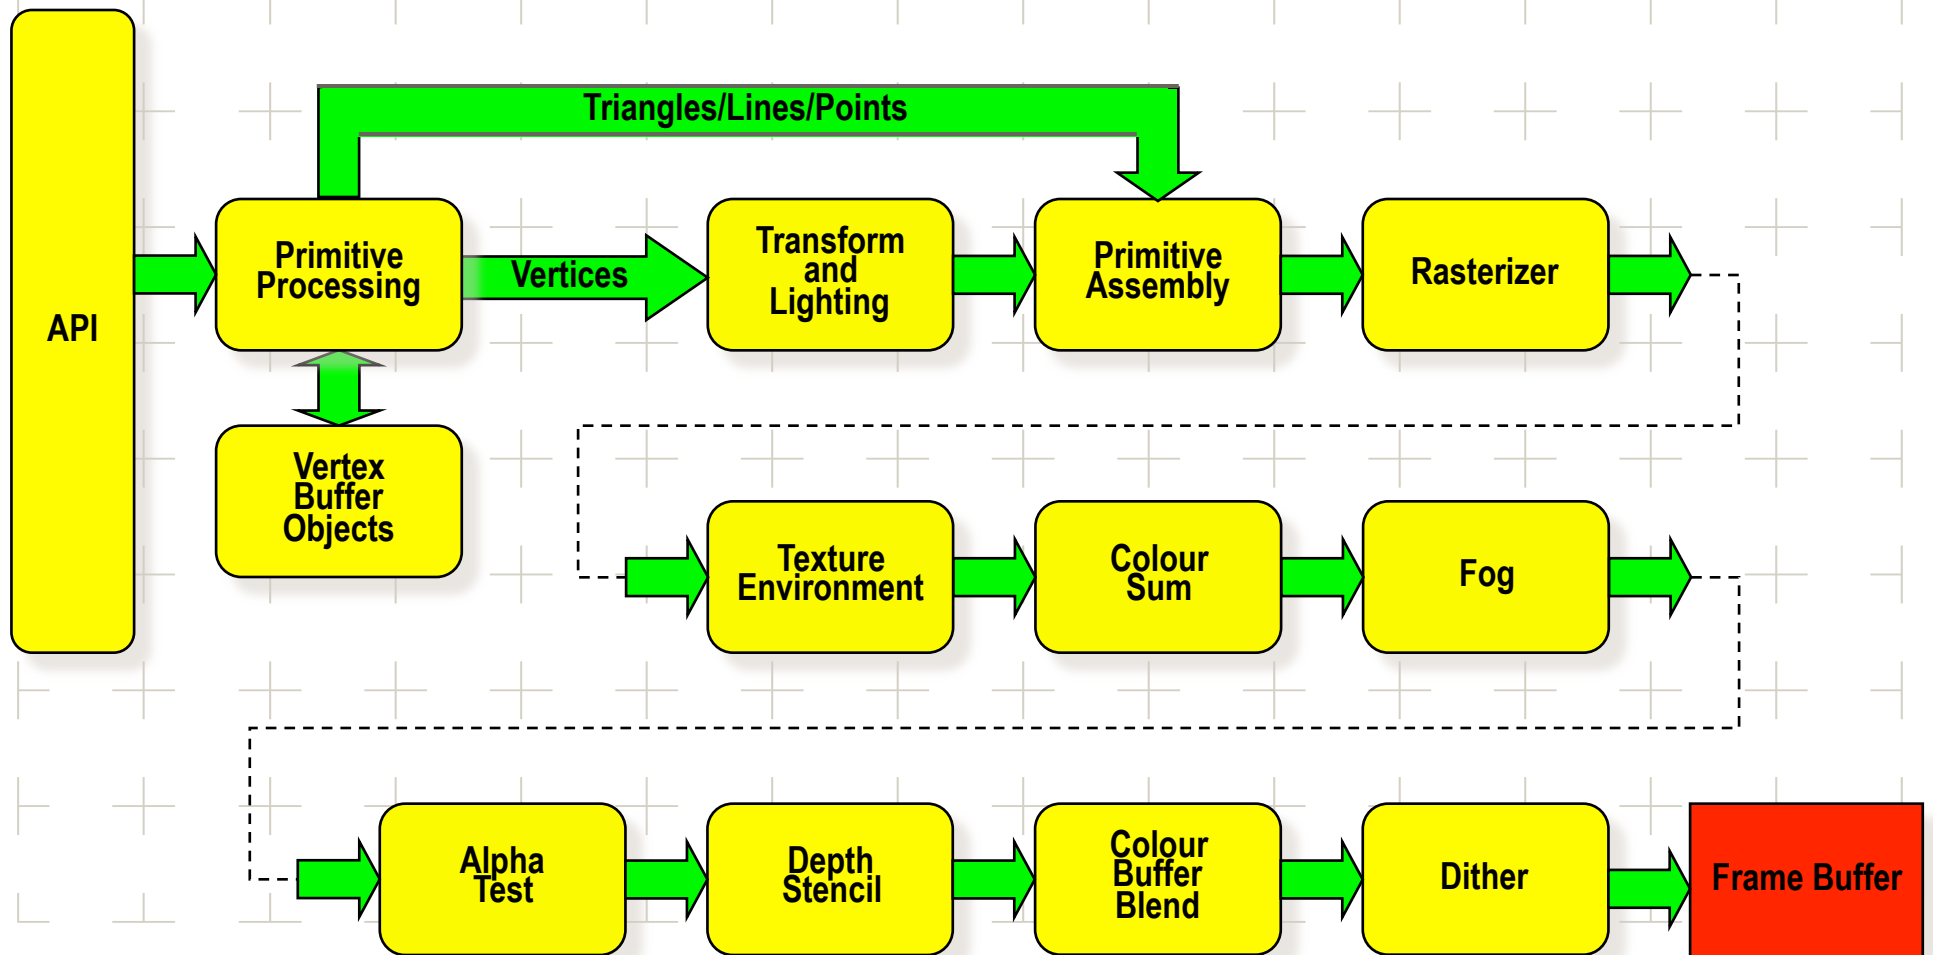 Triangles/Lines/Points
API
Primitive
Processing
Vertices
Transform
and
Lighting
Primitive
Assembly
Rasterizer
Vertex
Buffer
Objects
Texture
Environment
Colour
Sum
Fog
Alpha
Test
Depth
Stencil
Colour
Buffer
Blend
Dither
Frame Buffer